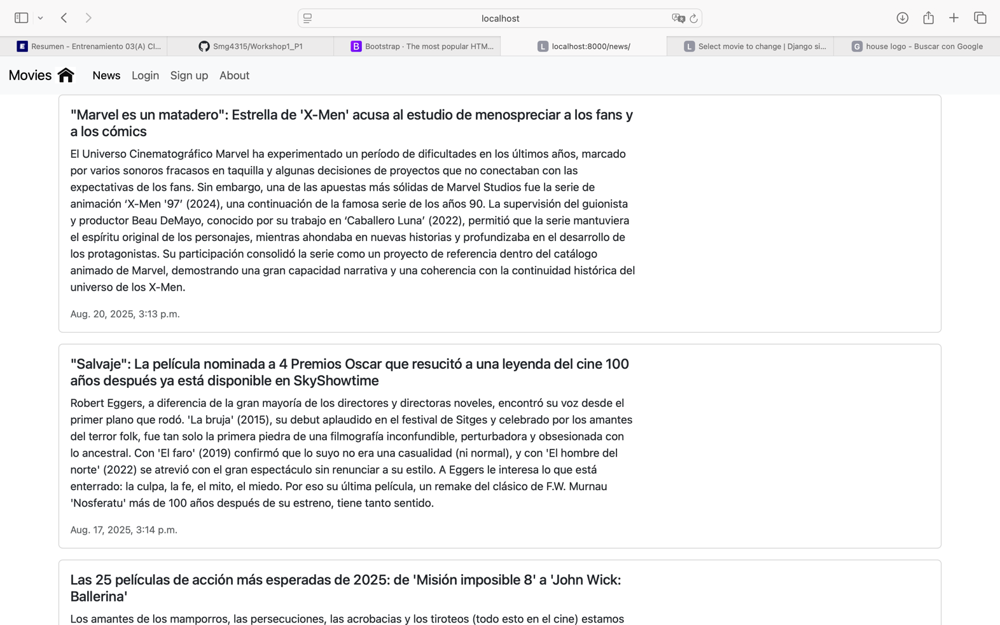 localhost
Resumen - Entrenamiento 03(A) Cl...
Smg4315/Workshop1_P1
Bootstrap · The most popular HTM...
localhost:8000/news/
Select movie to change | Django si...
house logo - Buscar con Google
Movies News Login Sign up About
"Marvel es un matadero": Estrella de 'X-Men' acusa al estudio de menospreciar a los fans y
a los cómics
El Universo Cinematográfico Marvel ha experimentado un período de dificultades en los últimos años, marcado
por varios sonoros fracasos en taquilla y algunas decisiones de proyectos que no conectaban con las
expectativas de los fans. Sin embargo, una de las apuestas más sólidas de Marvel Studios fue la serie de
animación ‘X-Men '97’ (2024), una continuación de la famosa serie de los años 90. La supervisión del guionista
y productor Beau DeMayo, conocido por su trabajo en ‘Caballero Luna’ (2022), permitió que la serie mantuviera
el espíritu original de los personajes, mientras ahondaba en nuevas historias y profundizaba en el desarrollo de
los protagonistas. Su participación consolidó la serie como un proyecto de referencia dentro del catálogo
animado de Marvel, demostrando una gran capacidad narrativa y una coherencia con la continuidad histórica del
universo de los X-Men.
Aug. 20, 2025, 3:13 p.m.
"Salvaje": La película nominada a 4 Premios Oscar que resucitó a una leyenda del cine 100
años después ya está disponible en SkyShowtime
Robert Eggers, a diferencia de la gran mayoría de los directores y directoras noveles, encontró su voz desde el
primer plano que rodó. 'La bruja' (2015), su debut aplaudido en el festival de Sitges y celebrado por los amantes
del terror folk, fue tan solo la primera piedra de una filmografía inconfundible, perturbadora y obsesionada con
lo ancestral. Con 'El faro' (2019) confirmó que lo suyo no era una casualidad (ni normal), y con 'El hombre del
norte' (2022) se atrevió con el gran espectáculo sin renunciar a su estilo. A Eggers le interesa lo que está
enterrado: la culpa, la fe, el mito, el miedo. Por eso su última película, un remake del clásico de F.W. Murnau
'Nosferatu' más de 100 años después de su estreno, tiene tanto sentido.
Aug. 17, 2025, 3:14 p.m.
Las 25 películas de acción más esperadas de 2025: de 'Misión imposible 8' a 'John Wick:
Ballerina'
Los amantes de los mamporros, las persecuciones, las acrobacias y los tiroteos (todo esto en el cine) estamos